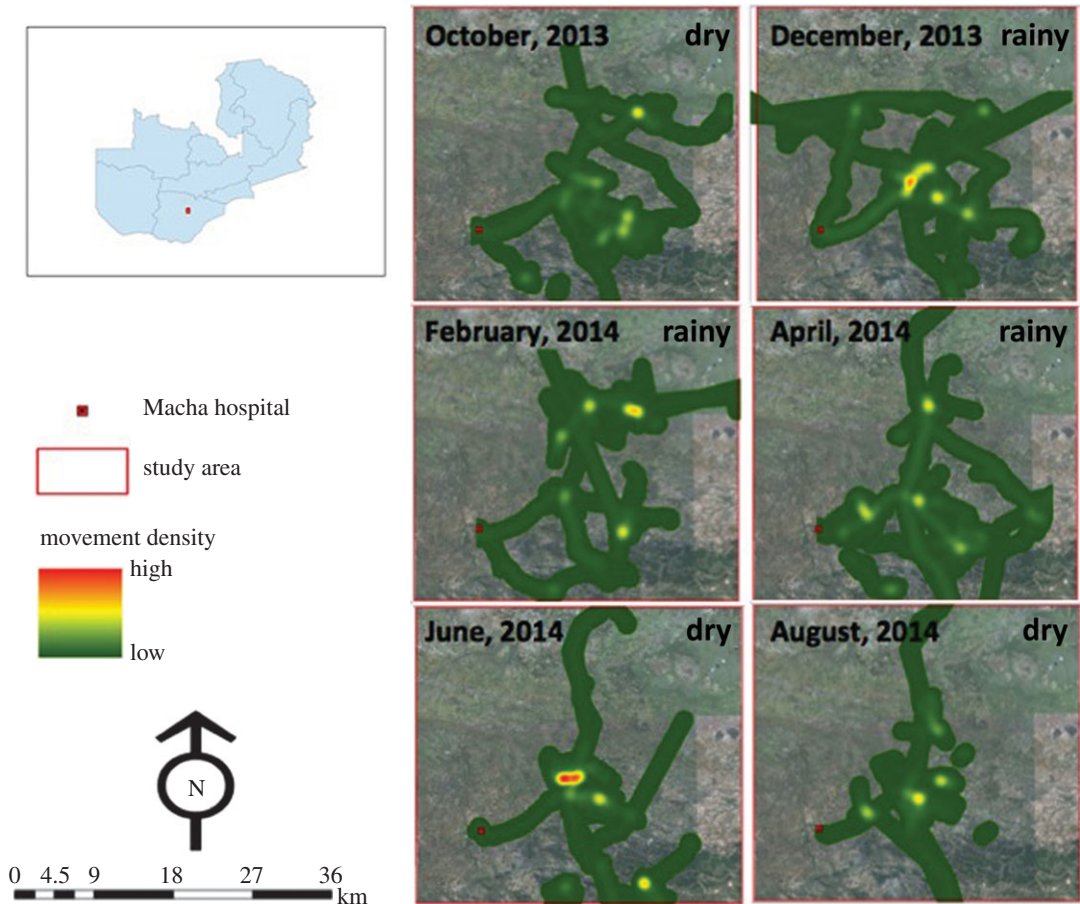 October, 2013 dry
December, 2013 rainy
February, 2014 rainy
April, 2014 rainy
June, 2014 dry
August, 2014 dry
Macha hospital
study area
movement density
high
low
N
0 4.5 9 18 27 36
km